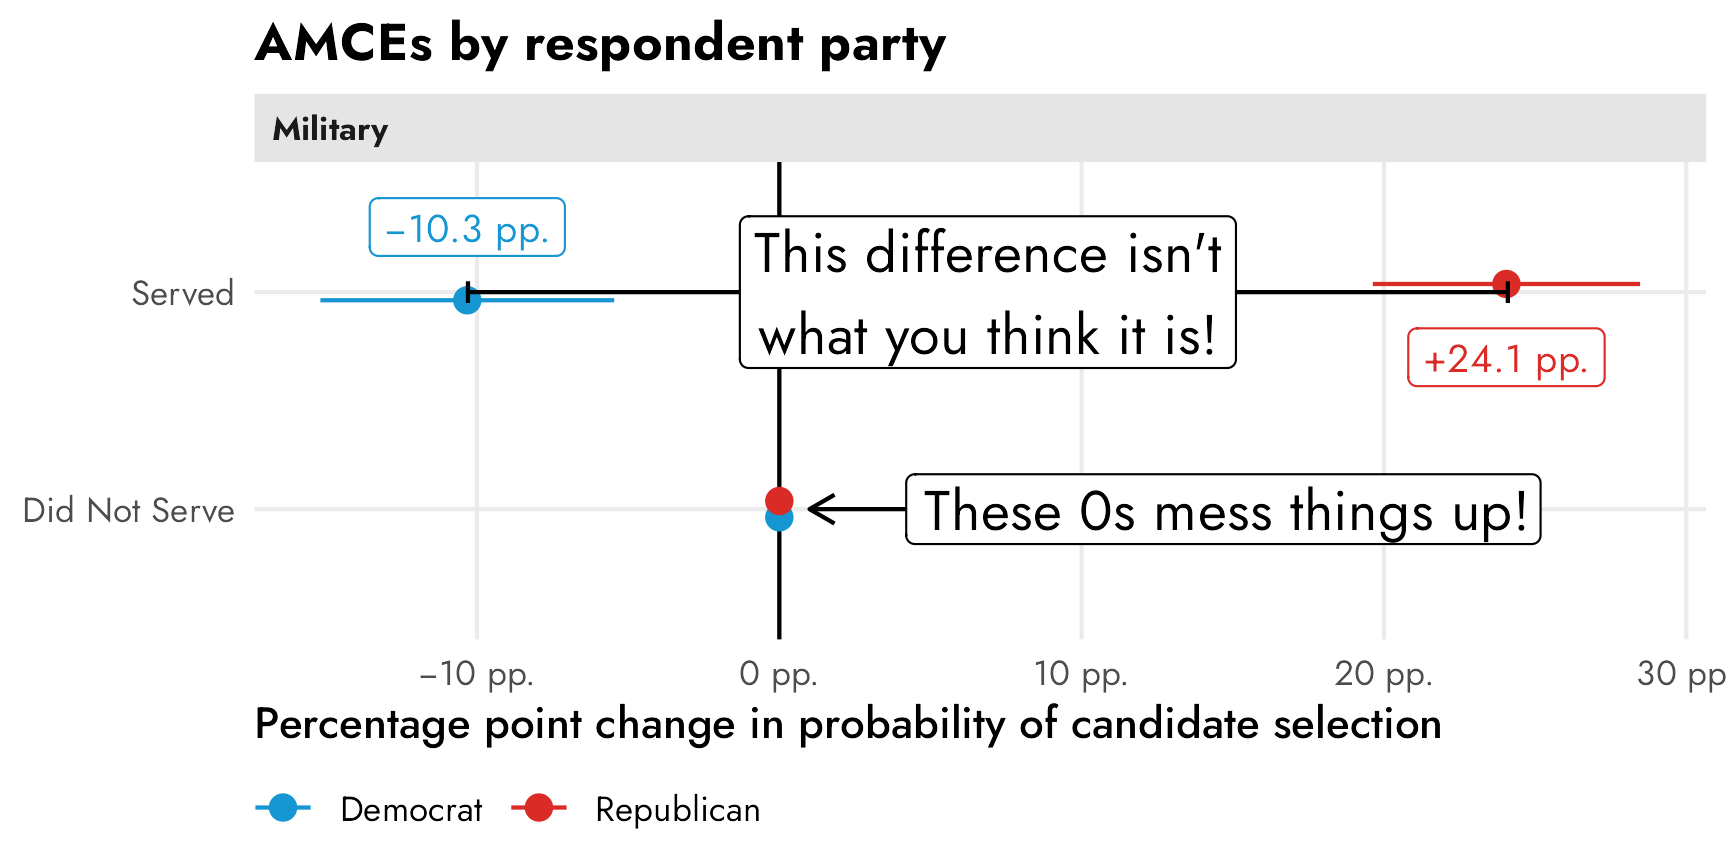 AMCEs by respondent party
Military
−10.3 pp.
This difference isn't
what you think it is!
Served
+24.1 pp.
Did Not Serve
These 0s mess things up!
−10 pp.
0 pp.
10 pp.
20 pp.
30 pp
Percentage point change in probability of candidate selection
Democrat
Republican